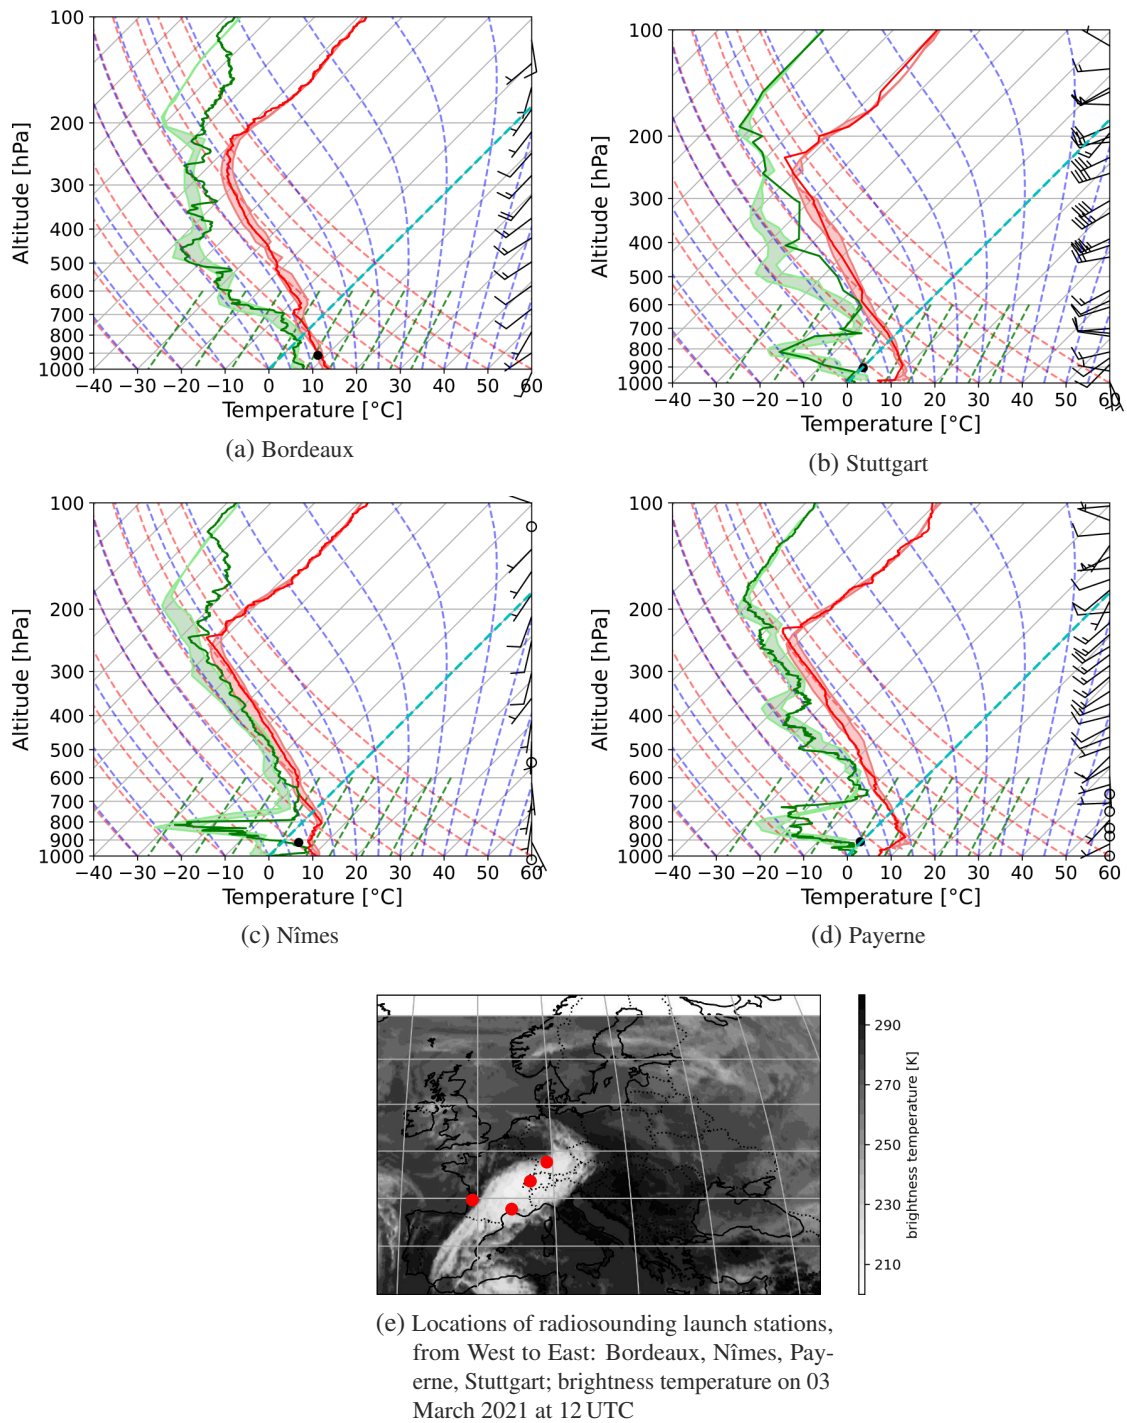 100
200
300
400
500
600
700
800
900
1000
Altitude [hPa]
−40 −30 −20 −10 0 10 20 30 40 50 60
Temperature [°C]
(a) Bordeaux
100
200
300
400
500
600
700
800
900
1000
Altitude [hPa]
−40 −30 −20 −10 0 10 20 30 40 50 60
Temperature [°C]
(b) Stuttgart
100
200
300
400
500
600
700
800
900
1000
Altitude [hPa]
−40 −30 −20 −10 0 10 20 30 40 50 60
Temperature [°C]
(c) Nîmes
100
200
300
400
500
600
700
800
900
1000
Altitude [hPa]
−40 −30 −20 −10 0 10 20 30 40 50 60
Temperature [°C]
(d) Payerne
290
270
250
230
210
brightness temperature [K]
(e) Locations of radiosounding launch stations,
from West to East: Bordeaux, Nîmes, Pay-
erne, Stuttgart; brightness temperature on 03
March 2021 at 12 UTC